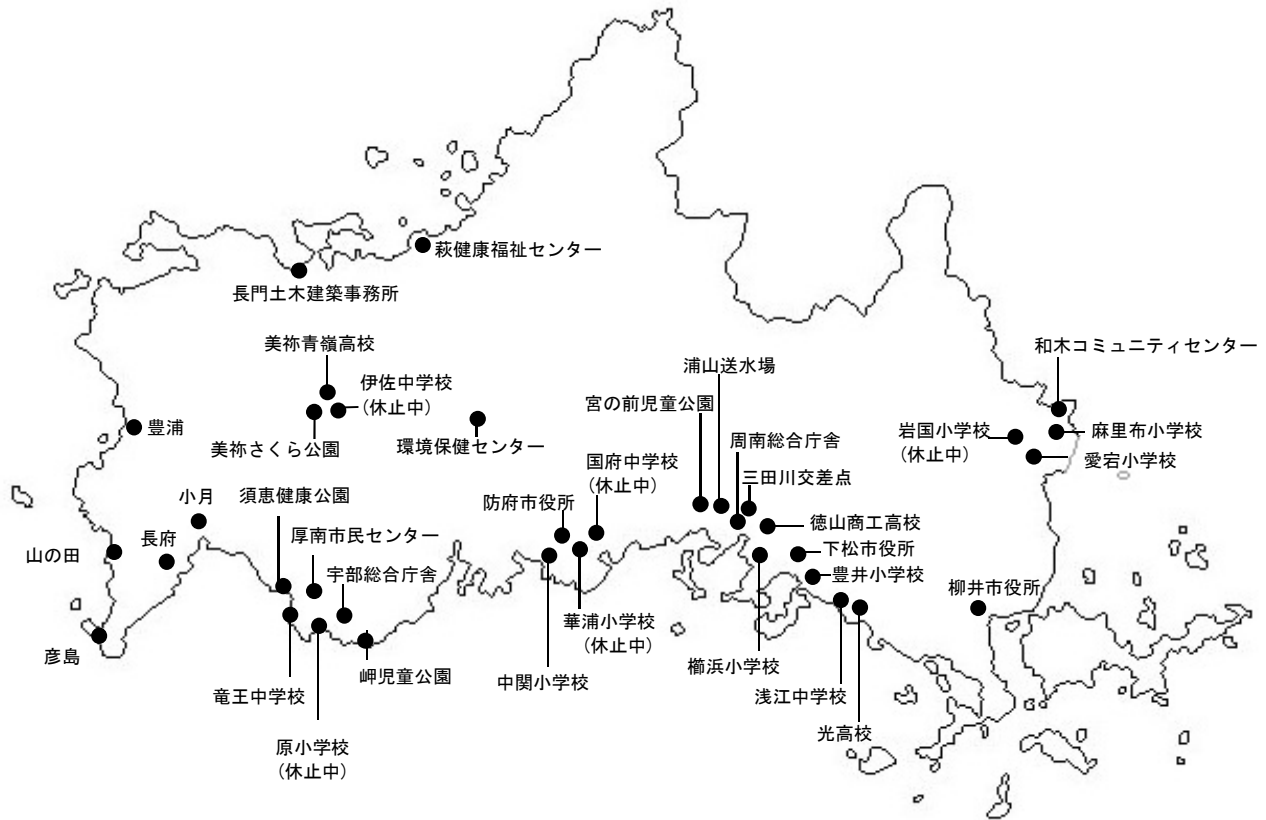 萩健康福祉センター
長門土木建築事務所
美祢青嶺高校
伊佐中学校
(休止中)
美祢さくら公園
環境保健センター
豊浦
小月
長府
山の田
彦島
須恵健康公園
厚南市民センター
宇部総合庁舎
竜王中学校
原小学校
(休止中)
岬児童公園
防府市役所
国府中学校
(休止中)
中関小学校
華浦小学校
(休止中)
宮の前児童公園
浦山送水場
周南総合庁舎
三田川交差点
徳山商工高校
下松市役所
豊井小学校
櫛浜小学校
浅江中学校
光高校
柳井市役所
和木コミュニティセンター
麻里布小学校
岩国小学校
(休止中)
愛宕小学校